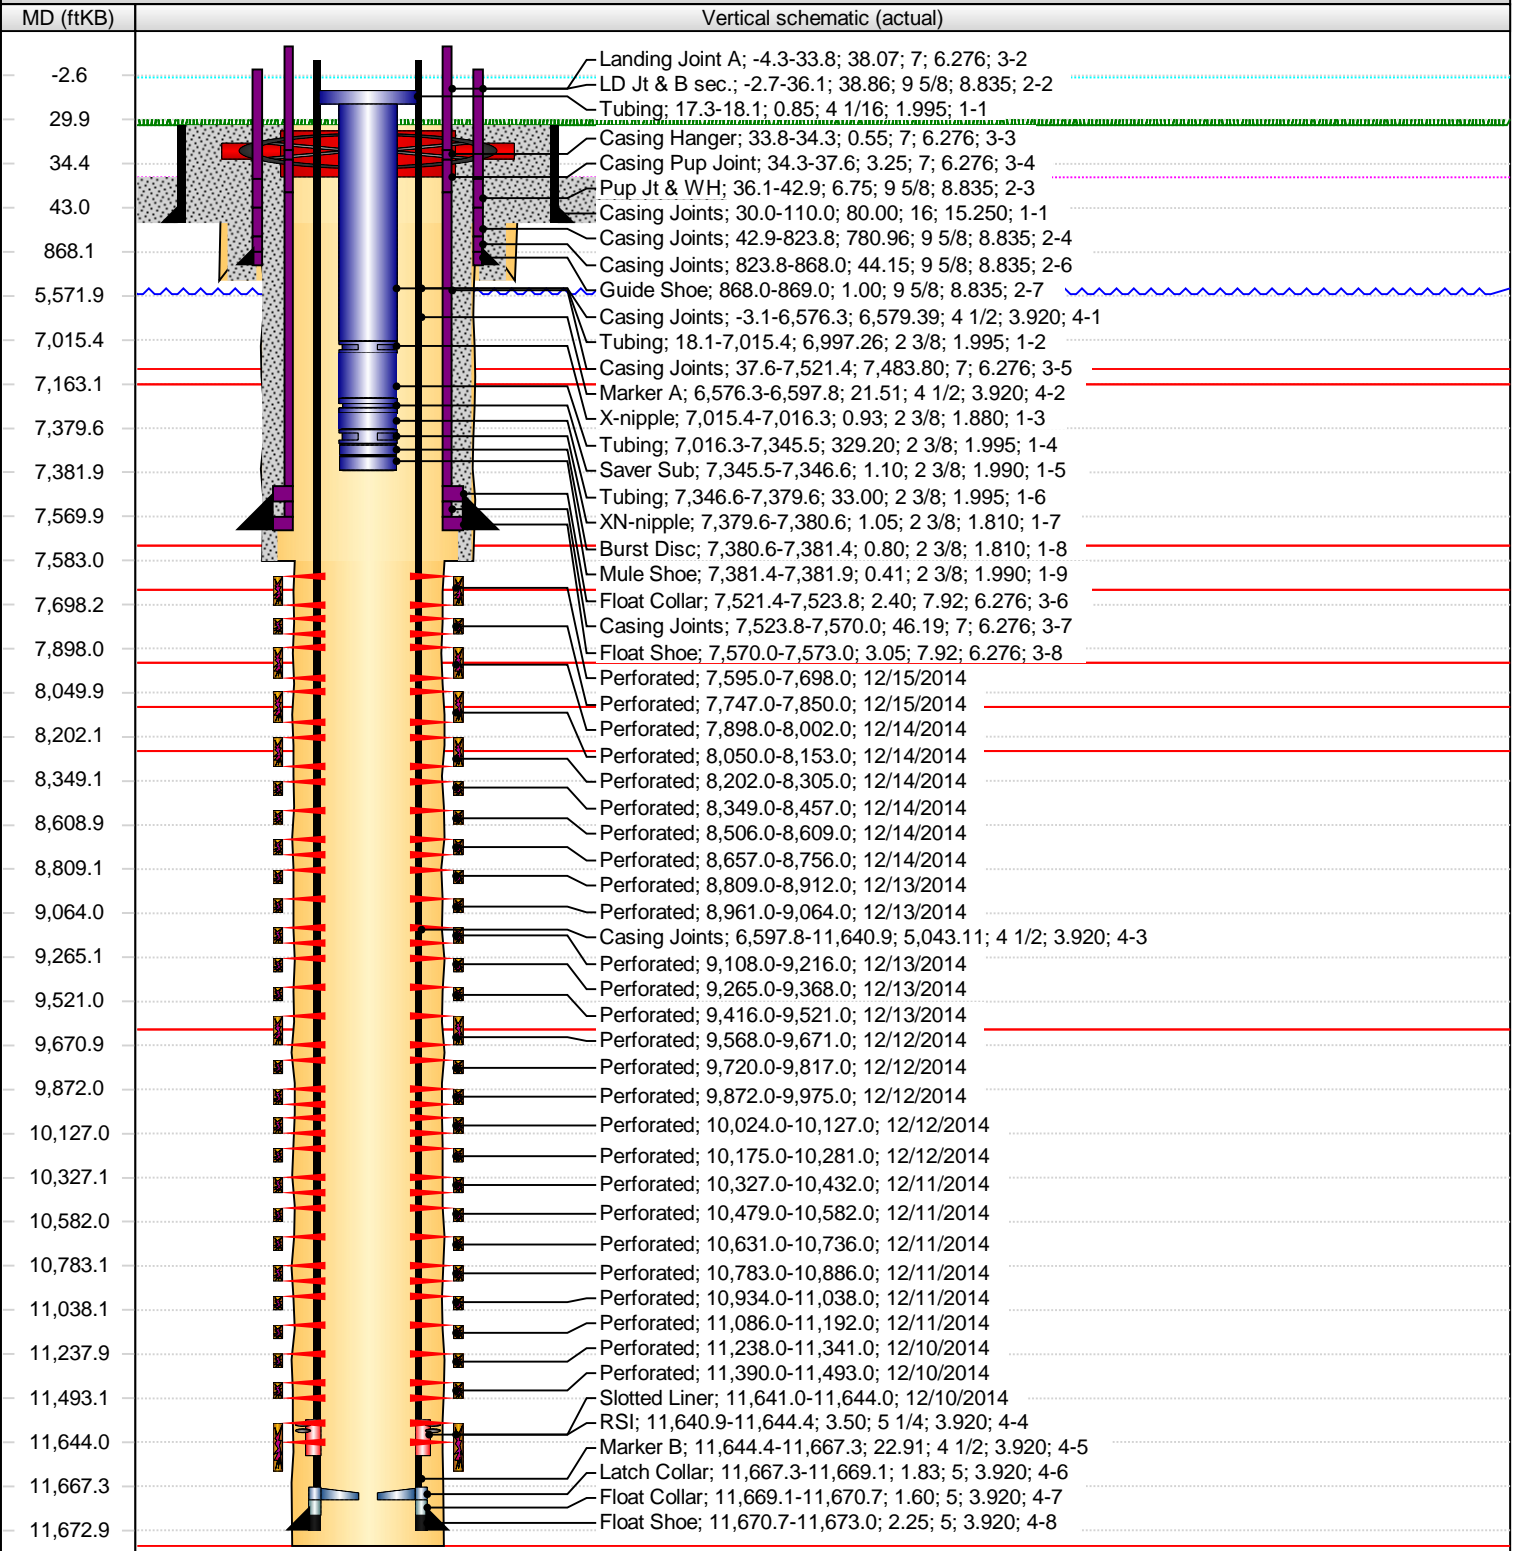 MD (ftKB)
Vertical schematic (actual)
-2.6
29.9
34.4
43.0
868.1
5,571.9
7,015.4
7,163.1
7,379.6
7,381.9
7,569.9
7,583.0
7,698.2
7,898.0
8,049.9
8,202.1
8,349.1
8,608.9
8,809.1
9,064.0
9,265.1
9,521.0
9,670.9
9,872.0
10,127.0
10,327.1
10,582.0
10,783.1
11,038.1
11,237.9
11,493.1
11,644.0
11,667.3
11,672.9
Landing Joint A; -4.3-33.8; 38.07; 7; 6.276; 3-2
LD Jt & B sec.; -2.7-36.1; 38.86; 9 5/8; 8.835; 2-2
Tubing; 17.3-18.1; 0.85; 4 1/16; 1.995; 1-1
Casing Hanger; 33.8-34.3; 0.55; 7; 6.276; 3-3
Casing Pup Joint; 34.3-37.6; 3.25; 7; 6.276; 3-4
Pup Jt & WH; 36.1-42.9; 6.75; 9 5/8; 8.835; 2-3
Casing Joints; 30.0-110.0; 80.00; 16; 15.250; 1-1
Casing Joints; 42.9-823.8; 780.96; 9 5/8; 8.835; 2-4
Casing Joints; 823.8-868.0; 44.15; 9 5/8; 8.835; 2-6
Guide Shoe; 868.0-869.0; 1.00; 9 5/8; 8.835; 2-7
Casing Joints; -3.1-6,576.3; 6,579.39; 4 1/2; 3.920; 4-1
Tubing; 18.1-7,015.4; 6,997.26; 2 3/8; 1.995; 1-2
Casing Joints; 37.6-7,521.4; 7,483.80; 7; 6.276; 3-5
Marker A; 6,576.3-6,597.8; 21.51; 4 1/2; 3.920; 4-2
X-nipple; 7,015.4-7,016.3; 0.93; 2 3/8; 1.880; 1-3
Tubing; 7,016.3-7,345.5; 329.20; 2 3/8; 1.995; 1-4
Saver Sub; 7,345.5-7,346.6; 1.10; 2 3/8; 1.990; 1-5
Tubing; 7,346.6-7,379.6; 33.00; 2 3/8; 1.995; 1-6
XN-nipple; 7,379.6-7,380.6; 1.05; 2 3/8; 1.810; 1-7
Burst Disc; 7,380.6-7,381.4; 0.80; 2 3/8; 1.810; 1-8
Mule Shoe; 7,381.4-7,381.9; 0.41; 2 3/8; 1.990; 1-9
Float Collar; 7,521.4-7,523.8; 2.40; 7.92; 6.276; 3-6
Casing Joints; 7,523.8-7,570.0; 46.19; 7; 6.276; 3-7
Float Shoe; 7,570.0-7,573.0; 3.05; 7.92; 6.276; 3-8
Perforated; 7,595.0-7,698.0; 12/15/2014
Perforated; 7,747.0-7,850.0; 12/15/2014
Perforated; 7,898.0-8,002.0; 12/14/2014
Perforated; 8,050.0-8,153.0; 12/14/2014
Perforated; 8,202.0-8,305.0; 12/14/2014
Perforated; 8,349.0-8,457.0; 12/14/2014
Perforated; 8,506.0-8,609.0; 12/14/2014
Perforated; 8,657.0-8,756.0; 12/14/2014
Perforated; 8,809.0-8,912.0; 12/13/2014
Perforated; 8,961.0-9,064.0; 12/13/2014
Casing Joints; 6,597.8-11,640.9; 5,043.11; 4 1/2; 3.920; 4-3
Perforated; 9,108.0-9,216.0; 12/13/2014
Perforated; 9,265.0-9,368.0; 12/13/2014
Perforated; 9,416.0-9,521.0; 12/13/2014
Perforated; 9,568.0-9,671.0; 12/12/2014
Perforated; 9,720.0-9,817.0; 12/12/2014
Perforated; 9,872.0-9,975.0; 12/12/2014
Perforated; 10,024.0-10,127.0; 12/12/2014
Perforated; 10,175.0-10,281.0; 12/12/2014
Perforated; 10,327.0-10,432.0; 12/11/2014
Perforated; 10,479.0-10,582.0; 12/11/2014
Perforated; 10,631.0-10,736.0; 12/11/2014
Perforated; 10,783.0-10,886.0; 12/11/2014
Perforated; 10,934.0-11,038.0; 12/11/2014
Perforated; 11,086.0-11,192.0; 12/11/2014
Perforated; 11,238.0-11,341.0; 12/10/2014
Perforated; 11,390.0-11,493.0; 12/10/2014
Slotted Liner; 11,641.0-11,644.0; 12/10/2014
RSI; 11,640.9-11,644.4; 3.50; 5 1/4; 3.920; 4-4
Marker B; 11,644.4-11,667.3; 22.91; 4 1/2; 3.920; 4-5
Latch Collar; 11,667.3-11,669.1; 1.83; 5; 3.920; 4-6
Float Collar; 11,669.1-11,670.7; 1.60; 5; 3.920; 4-7
Float Shoe; 11,670.7-11,673.0; 2.25; 5; 3.920; 4-8